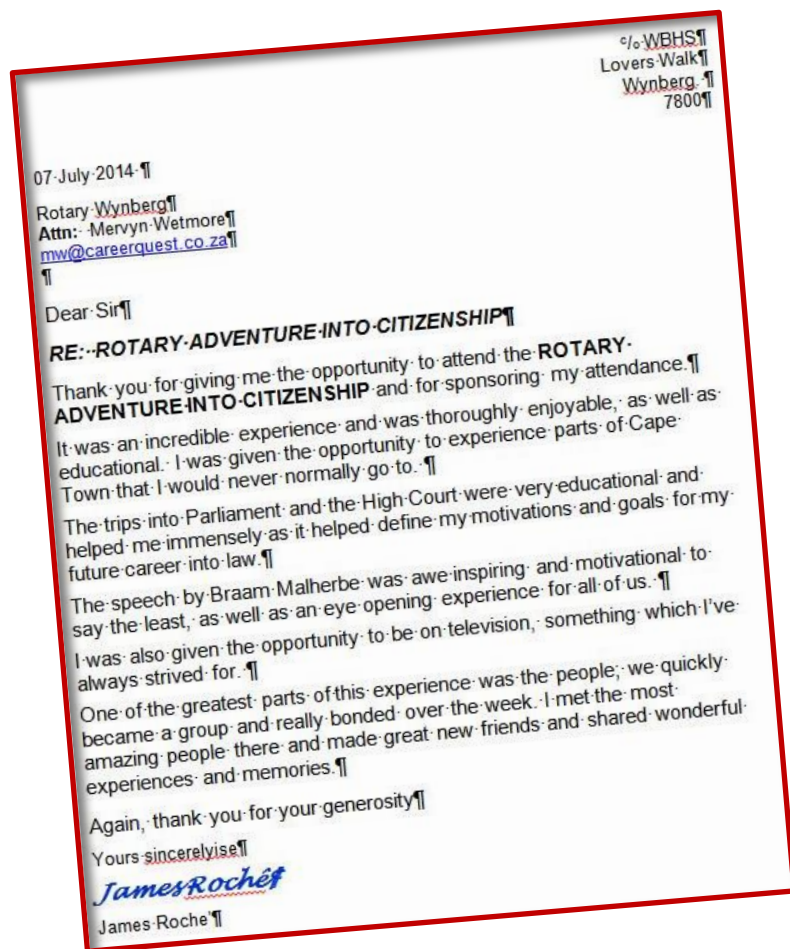 c/o WBHS¶
Lovers Walk¶
Wynberg. ¶
7800¶
07·July·2014·¶
Rotary·Wynberg¶
Attn:··Mervyn·Wetmore¶
mw@careerquest.co.za¶
¶
Dear·Sir¶
RE:··ROTARY·ADVENTURE·INTO·CITIZENSHIP¶
Thank·you·for·giving·me·the·opportunity·to·attend·the·ROTARY·
ADVENTURE·INTO·CITIZENSHIP·and·for·sponsoring·my·attendance.¶
It·was·an·incredible·experience·and·was·thoroughly·enjoyable,·as·well·as·
educational.·I·was·given·the·opportunity·to·experience·parts·of·Cape·
Town·that·I·would·never·normally·go·to.·¶
The·trips·into·Parliament·and·the·High·Court·were·very·educational·and·
helped·me·immensely·as·it·helped·define·my·motivations·and·goals·for·my·
future·career·into·law.¶
The·speech·by·Braam·Malherbe·was·awe·inspiring·and·motivational·to·
say·the·least,·as·well·as·an·eye·opening·experience·for·all·of·us.·¶
I·was·also·given·the·opportunity·to·be·on·television,·something·which·I've·
always·strived·for.·¶
One·of·the·greatest·parts·of·this·experience·was·the·people;·we·quickly·
became·a·group·and·really·bonded·over·the·week.·I·met·the·most·
amazing·people·there·and·made·great·new·friends·and·shared·wonderful·
experiences·and·memories.¶
Again,·thank·you·for·your·generosity¶
Yours·sincerelyise¶
JamesRochê¶
James·Roche'¶